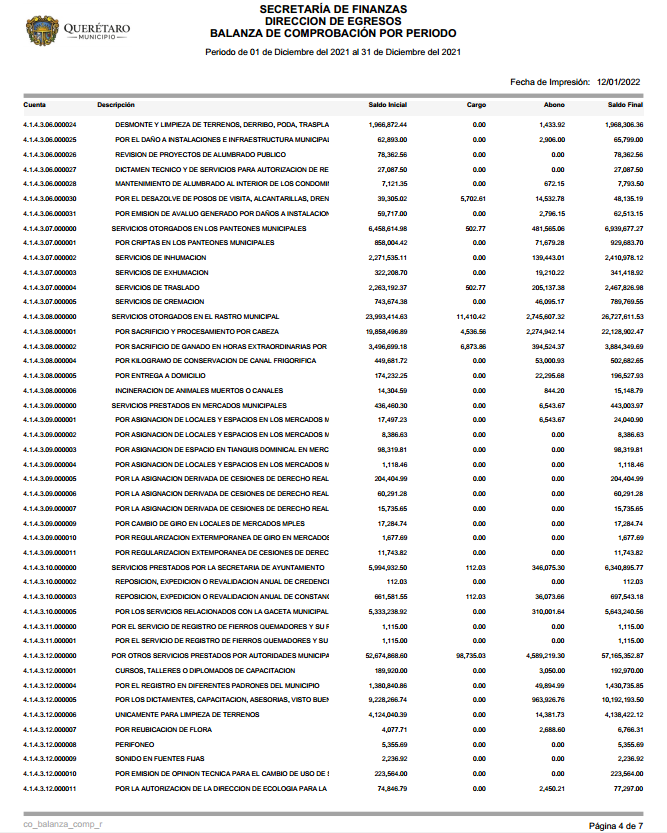 SECRETARÍA DE FINANZAS
DIRECCION DE EGRESOS
BALANZA DE COMPROBACIÓN POR PERIODO
QUERÉTARO
MUNICIPIO
Periodo de 01 de Diciembre del 2021 al 31 de Diciembre del 2021
Fecha de Impresión: 12/01/2022
Cuenta Descripción Saldo Inicial Cargo Abono Saldo Final
4.1.4.3.06.000024 DESMONTE Y LIMPIEZA DE TERRENOS, DERRIBO, PODA, TRASPLA 1,966,872.44 0.00 1,433.92 1,968,306.36
4.1.4.3.06.000025 POR EL DAÑO A INSTALACIONES E INFRAESTRUCTURA MUNICIPAL 62,893.00 0.00 2,906.00 65,799.00
4.1.4.3.06.000026 REVISION DE PROYECTOS DE ALUMBRADO PUBLICO 78,362.56 0.00 0.00 78,362.56
4.1.4.3.06.000027 DICTAMEN TECNICO Y DE SERVICIOS PARA AUTORIZACION DE RE 27,087.50 0.00 0.00 27,087.50
4.1.4.3.06.000028 MANTENIMIENTO DE ALUMBRADO AL INTERIOR DE LOS CONDOMI 7,121.35 0.00 672.15 7,793.50
4.1.4.3.06.000030 POR EL DESAZOLVE DE POSOS DE VISITA, ALCANTARILLAS, DREN 39,305.02 5,702.61 14,532.78 48,135.19
4.1.4.3.06.000031 POR EMISION DE AVALUO GENERADO POR DAÑOS A INSTALACION 59,717.00 0.00 2,796.15 62,513.15
4.1.4.3.07.000000 SERVICIOS OTORGADOS EN LOS PANTEONES MUNICIPALES 6,458,614.98 502.77 481,565.06 6,939,677.27
4.1.4.3.07.000001 POR CRIPTAS EN LOS PANTEONES MUNICIPALES 858,004.42 0.00 71,679.28 929,683.70
4.1.4.3.07.000002 SERVICIOS DE INHUMACION 2,271,535.11 0.00 139,443.01 2,410,978.12
4.1.4.3.07.000003 SERVICIOS DE EXHUMACION 322,208.70 0.00 19,210.22 341,418.92
4.1.4.3.07.000004 SERVICIOS DE TRASLADO 2,263,192.37 502.77 205,137.38 2,467,826.98
4.1.4.3.07.000005 SERVICIOS DE CREMACION 743,674.38 0.00 46,095.17 789,769.55
4.1.4.3.08.000000 SERVICIOS OTORGADOS EN EL RASTRO MUNICIPAL 23,993,414.63 11,410.42 2,745,607.32 26,727,611.53
4.1.4.3.08.000001 POR SACRIFICIO Y PROCESAMIENTO POR CABEZA 19,858,496.89 4,536.56 2,274,942.14 22,128,902.47
4.1.4.3.08.000002 POR SACRIFICIO DE GANADO EN HORAS EXTRAORDINARIAS POR 3,496,699.18 6,873.86 394,524.37 3,884,349.69
4.1.4.3.08.000004 POR KILOGRAMO DE CONSERVACION DE CANAL FRIGORIFICA 449,681.72 0.00 53,000.93 502,682.65
4.1.4.3.08.000005 POR ENTREGA A DOMICILIO 174,232.25 0.00 22,295.68 196,527.93
4.1.4.3.08.000006 INCINERACION DE ANIMALES MUERTOS O CANALES 14,304.59 0.00 844.20 15,148.79
4.1.4.3.09.000000 SERVICIOS PRESTADOS EN MERCADOS MUNICIPALES 436,460.30 0.00 6,543.67 443,003.97
4.1.4.3.09.000001 POR ASIGNACION DE LOCALES Y ESPACIOS EN LOS MERCADOS M 17,497.23 0.00 6,543.67 24,040.90
4.1.4.3.09.000002 POR ASIGNACION DE LOCALES Y ESPACIOS EN LOS MERCADOS M 8,386.63 0.00 0.00 8,386.63
4.1.4.3.09.000003 POR ASIGNACION DE ESPACIO EN TIANGUIS DOMINICAL EN MERC 98,319.81 0.00 0.00 98,319.81
4.1.4.3.09.000004 POR ASIGNACION DE LOCALES Y ESPACIOS EN LOS MERCADOS M 1,118.46 0.00 0.00 1,118.46
4.1.4.3.09.000005 POR LA ASIGNACION DERIVADA DE CESIONES DE DERECHO REAL 204,404.99 0.00 0.00 204,404.99
4.1.4.3.09.000006 POR LA ASIGNACION DERIVADA DE CESIONES DE DERECHO REAL 60,291.28 0.00 0.00 60,291.28
4.1.4.3.09.000007 POR LA ASIGNACION DERIVADA DE CESIONES DE DERECHO REAL 15,735.65 0.00 0.00 15,735.65
4.1.4.3.09.000009 POR CAMBIO DE GIRO EN LOCALES DE MERCADOS MPLES 17,284.74 0.00 0.00 17,284.74
4.1.4.3.09.000010 POR REGULARIZACION EXTERMPORANEA DE GIRO EN MERCADOS 1,677.69 0.00 0.00 1,677.69
4.1.4.3.09.000011 POR REGULARIZACION EXTEMPORANEA DE CESIONES DE DEREC 11,743.82 0.00 0.00 11,743.82
4.1.4.3.10.000000 SERVICIOS PRESTADOS POR LA SECRETARIA DE AYUNTAMIENTO 5,994,932.50 112.03 346,075.30 6,340,895.77
4.1.4.3.10.000002 REPOSICION, EXPEDICION O REVALIDACION ANUAL DE CREDENCI 112.03 0.00 0.00 112.03
4.1.4.3.10.000003 REPOSICION, EXPEDICION O REVALIDACION ANUAL DE CONSTANC 661,581.55 112.03 36,073.66 697,543.18
4.1.4.3.10.000005 POR LOS SERVICIOS RELACIONADOS CON LA GACETA MUNICIPAL 5,333,238.92 0.00 310,001.64 5,643,240.56
4.1.4.3.11.000000 POR EL SERVICIO DE REGISTRO DE FIERROS QUEMADORES Y SU F 1,115.00 0.00 0.00 1,115.00
4.1.4.3.11.000001 POR EL SERVICIO DE REGISTRO DE FIERROS QUEMADORES Y SU 1,115.00 0.00 0.00 1,115.00
4.1.4.3.12.000000 POR OTROS SERVICIOS PRESTADOS POR AUTORIDADES MUNICIPA 52,674,868.60 98,735.03 4,589,219.30 57,165,352.87
4.1.4.3.12.000001 CURSOS, TALLERES O DIPLOMADOS DE CAPACITACION 189,920.00 0.00 3,050.00 192,970.00
4.1.4.3.12.000004 POR EL REGISTRO EN DIFERENTES PADRONES DEL MUNICIPIO 1,380,840.86 0.00 49,894.99 1,430,735.85
4.1.4.3.12.000005 POR LOS DICTAMENES, CAPACITACION, ASESORIAS, VISTO BUEN 9,228,266.74 0.00 963,926.76 10,192,193.50
4.1.4.3.12.000006 UNICAMENTE PARA LIMPIEZA DE TERRENOS 4,124,040.39 0.00 14,381.73 4,138,422.12
4.1.4.3.12.000007 POR REUBICACION DE FLORA 4,077.71 0.00 2,688.60 6,766.31
4.1.4.3.12.000008 PERIFONEO 5,355.69 0.00 0.00 5,355.69
4.1.4.3.12.000009 SONIDO EN FUENTES FIJAS 2,236.92 0.00 0.00 2,236.92
4.1.4.3.12.000010 POR EMISION DE OPINION TECNICA PARA EL CAMBIO DE USO DE S 223,564.00 0.00 0.00 223,564.00
4.1.4.3.12.000011 POR LA AUTORIZACION DE LA DIRECCION DE ECOLOGIA PARA LA 74,846.79 0.00 2,450.21 77,297.00
co_balanza_comp_r
Página 4 de 7